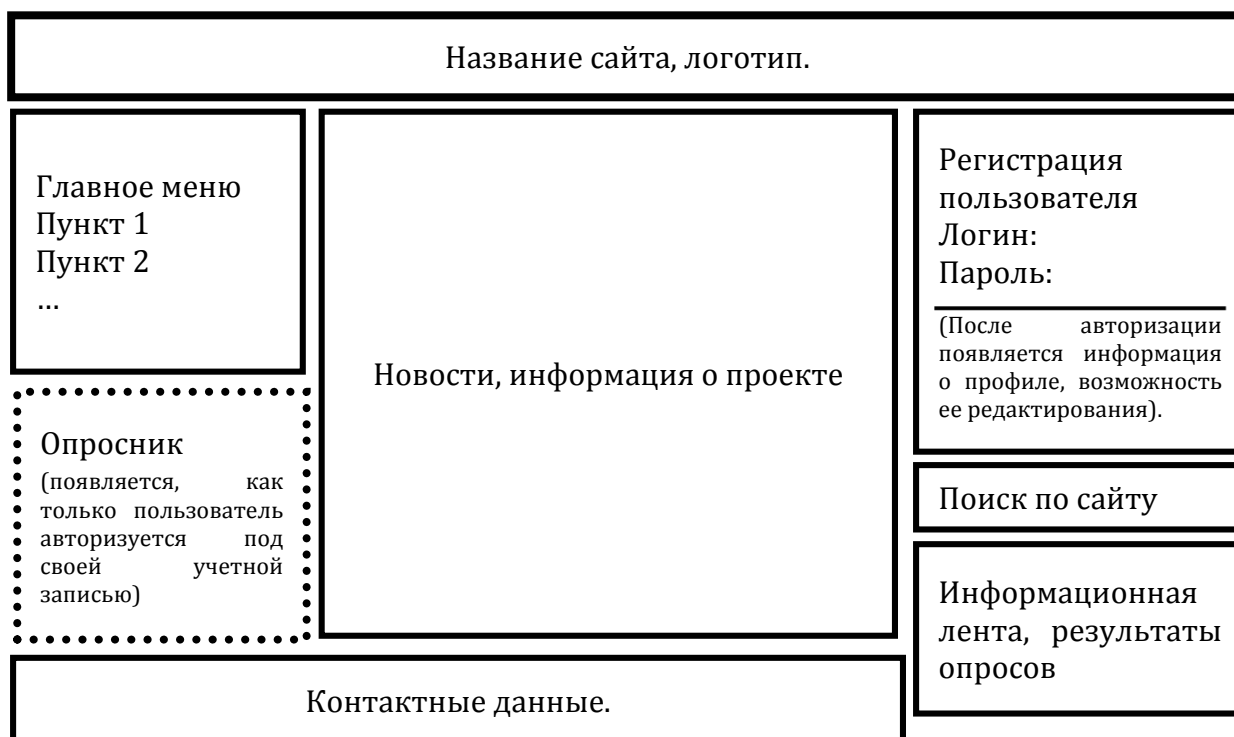 Название сайта, логотип.
Главное меню
Пункт 1
Пункт 2
...
Опросник
(появляется, как
только пользователь
авторизуется под
своей учетной
записью)
Новости, информация о проекте
Регистрация
пользователя
Логин:
Пароль:
(После авторизации
появляется информация
о профиле, возможность
ее редактирования).
Поиск по сайту
Информационная
лента, результаты
опросов
Контактные данные.